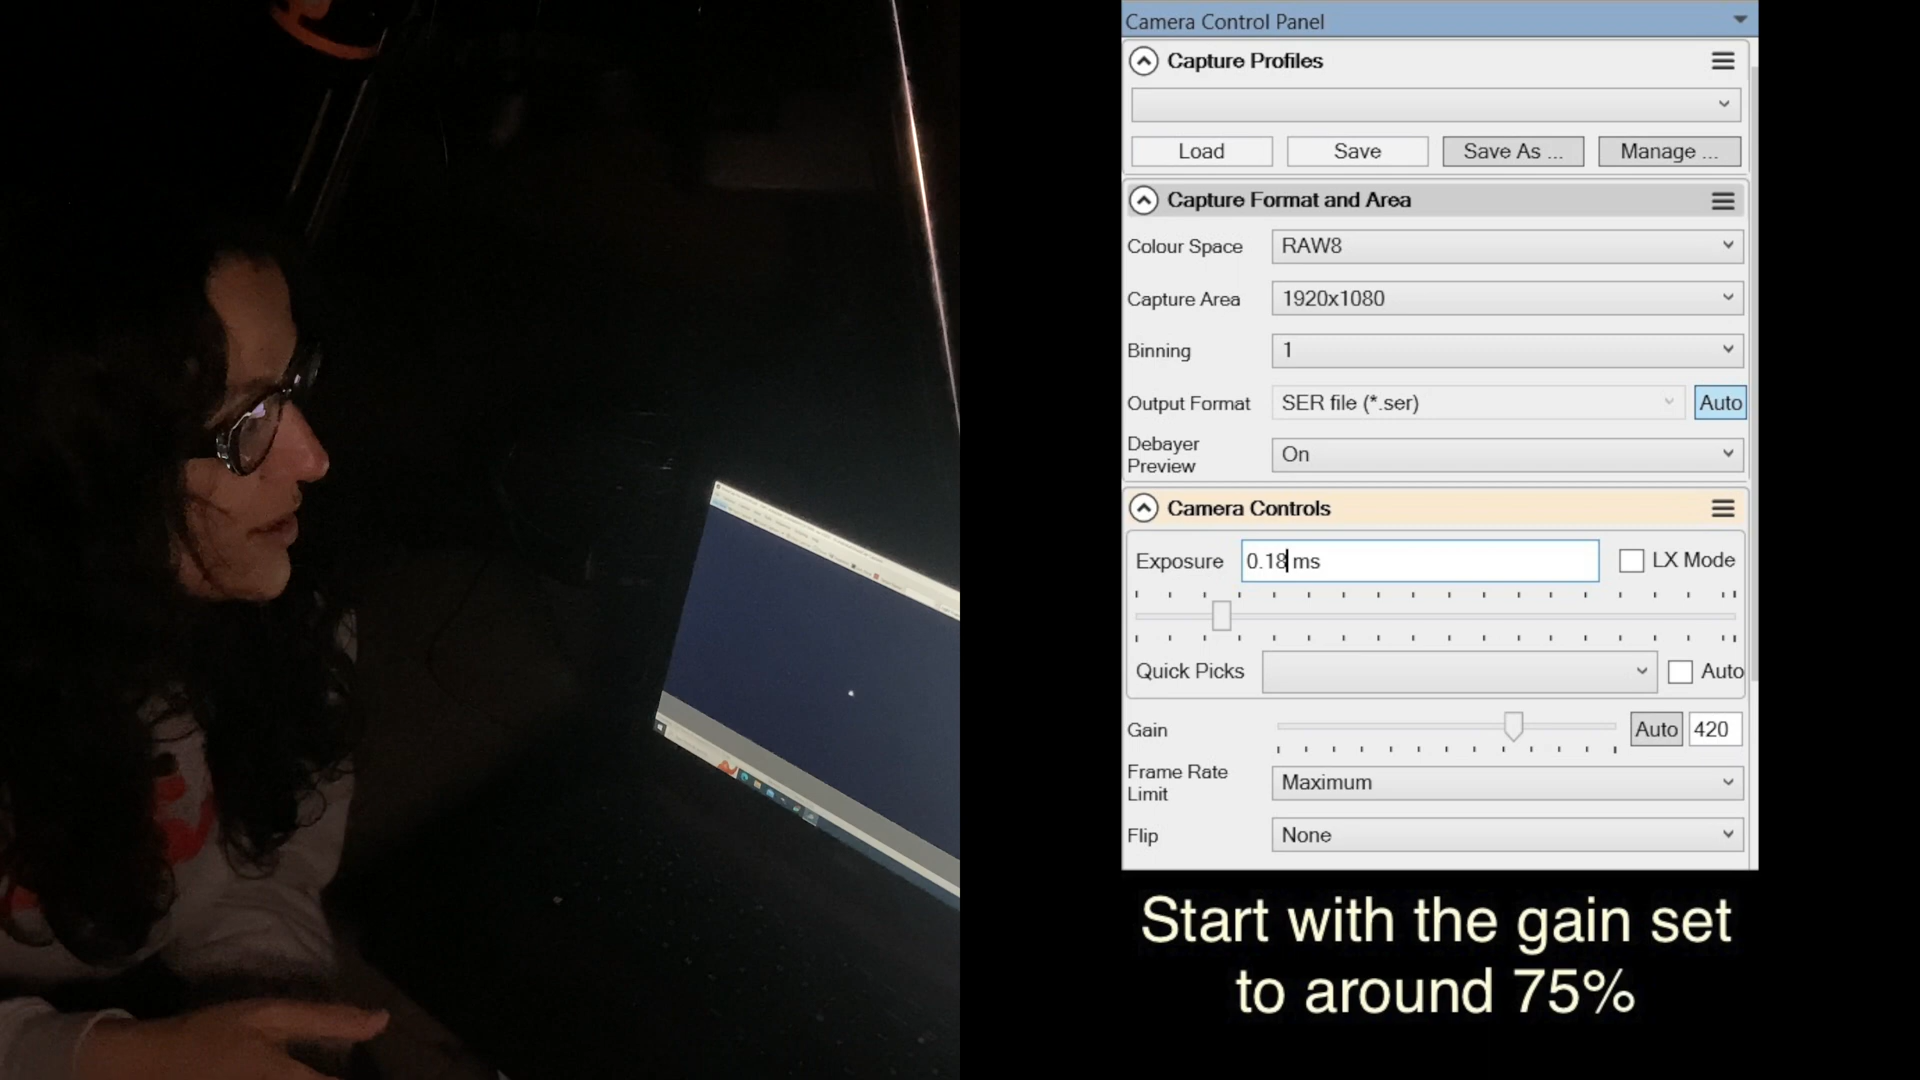 Camera Control Panel
Capture Profiles
Load Save Save As ... Manage ...
Capture Format and Area
Colour Space RAW8
Capture Area 1920x1080
Binning 1
Output Format SER file (*.ser) Auto
Debayer
Preview
On
Camera Controls
Exposure 0.18 ms LX Mode
Quick Picks Auto
Gain Auto 420
Frame Rate
Limit
Maximum
Flip None
Start with the gain set
to around 75%